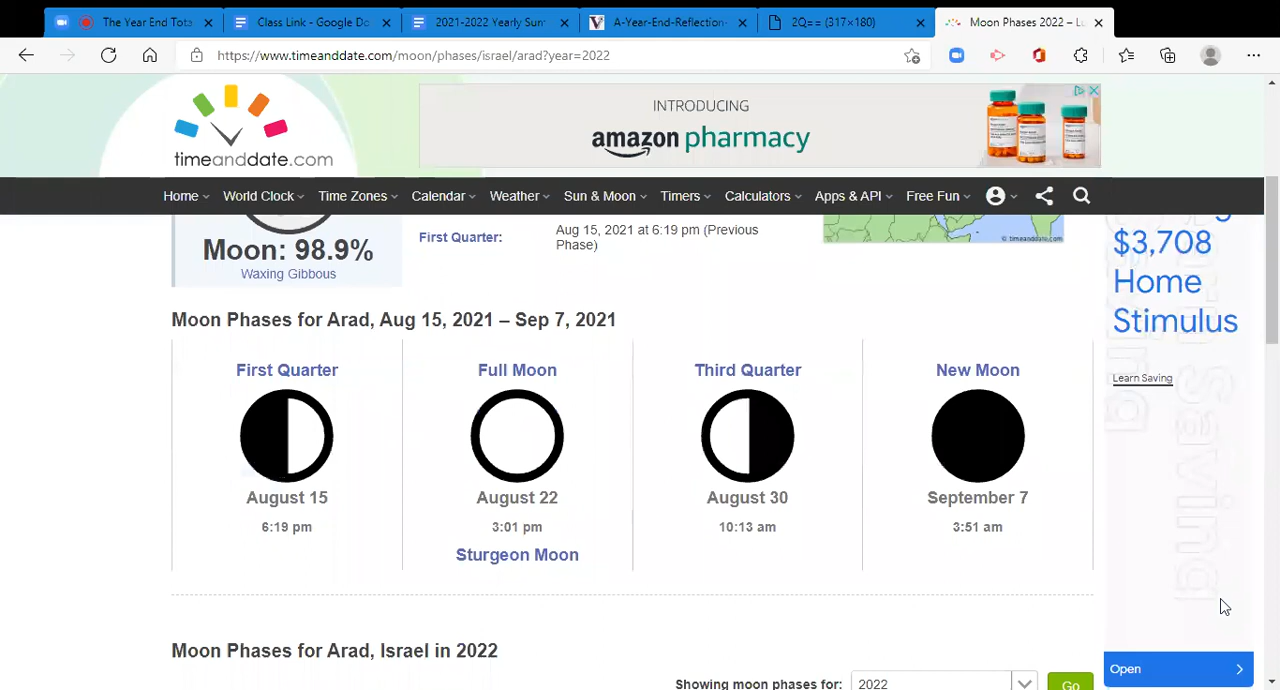 The Year End Tota
Class Link - Google Do
2021-2022 Yearly Sum
A-Year-End-Reflection-
2Q== (317×180)
Moon Phases 2022 – Lu
https://www.timeanddate.com/moon/phases/israel/arad?year=2022
timeanddate.com
INTRODUCING
amazon pharmacy
Home
World Clock
Time Zones
Calendar
Weather
Sun & Moon
Timers
Calculators
Apps & API
Free Fun
Moon: 98.9%
Waxing Gibbous
First Quarter:
Aug 15, 2021 at 6:19 pm (Previous
Phase)
© timeanddate.com
$3,708
Home
Stimulus
Learn Saving
Moon Phases for Arad, Aug 15, 2021 – Sep 7, 2021
First Quarter
August 15
6:19 pm
Full Moon
August 22
3:01 pm
Sturgeon Moon
Third Quarter
August 30
10:13 am
New Moon
September 7
3:51 am
Open
Moon Phases for Arad, Israel in 2022
Showing moon phases for:
2022
Go